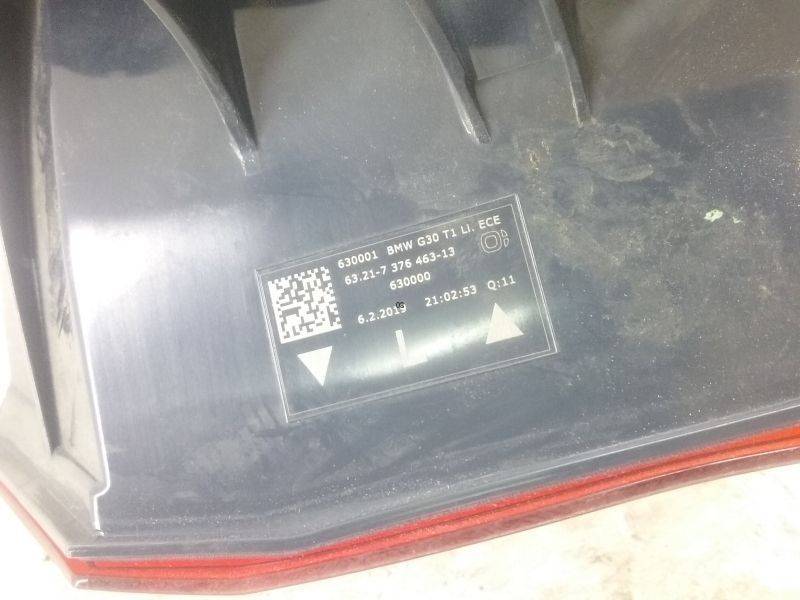 630001 BMW G30 T1 LI. ECE
63.21-7 376 463-13
630000
6.2.2019 21:02:53 Q:11
L